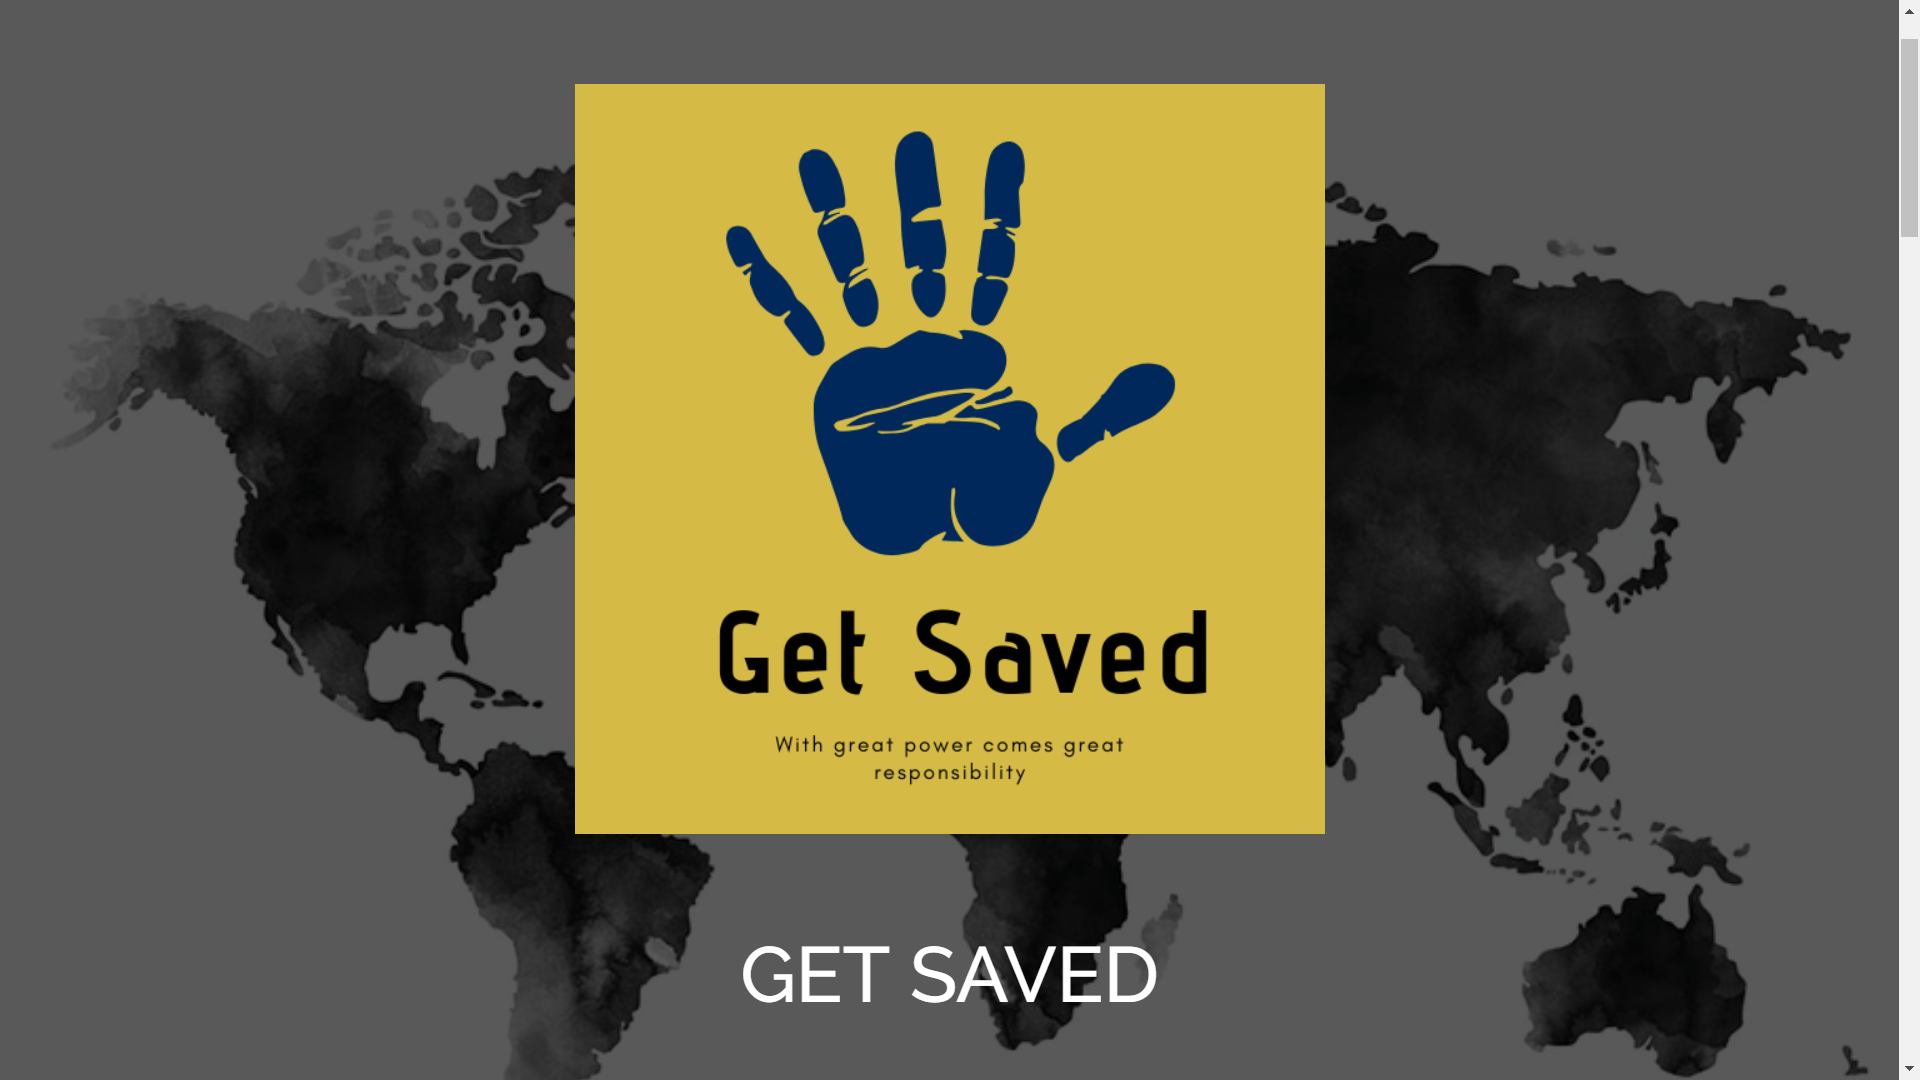 Get Saved
With great power comes great
responsibility
GET SAVED